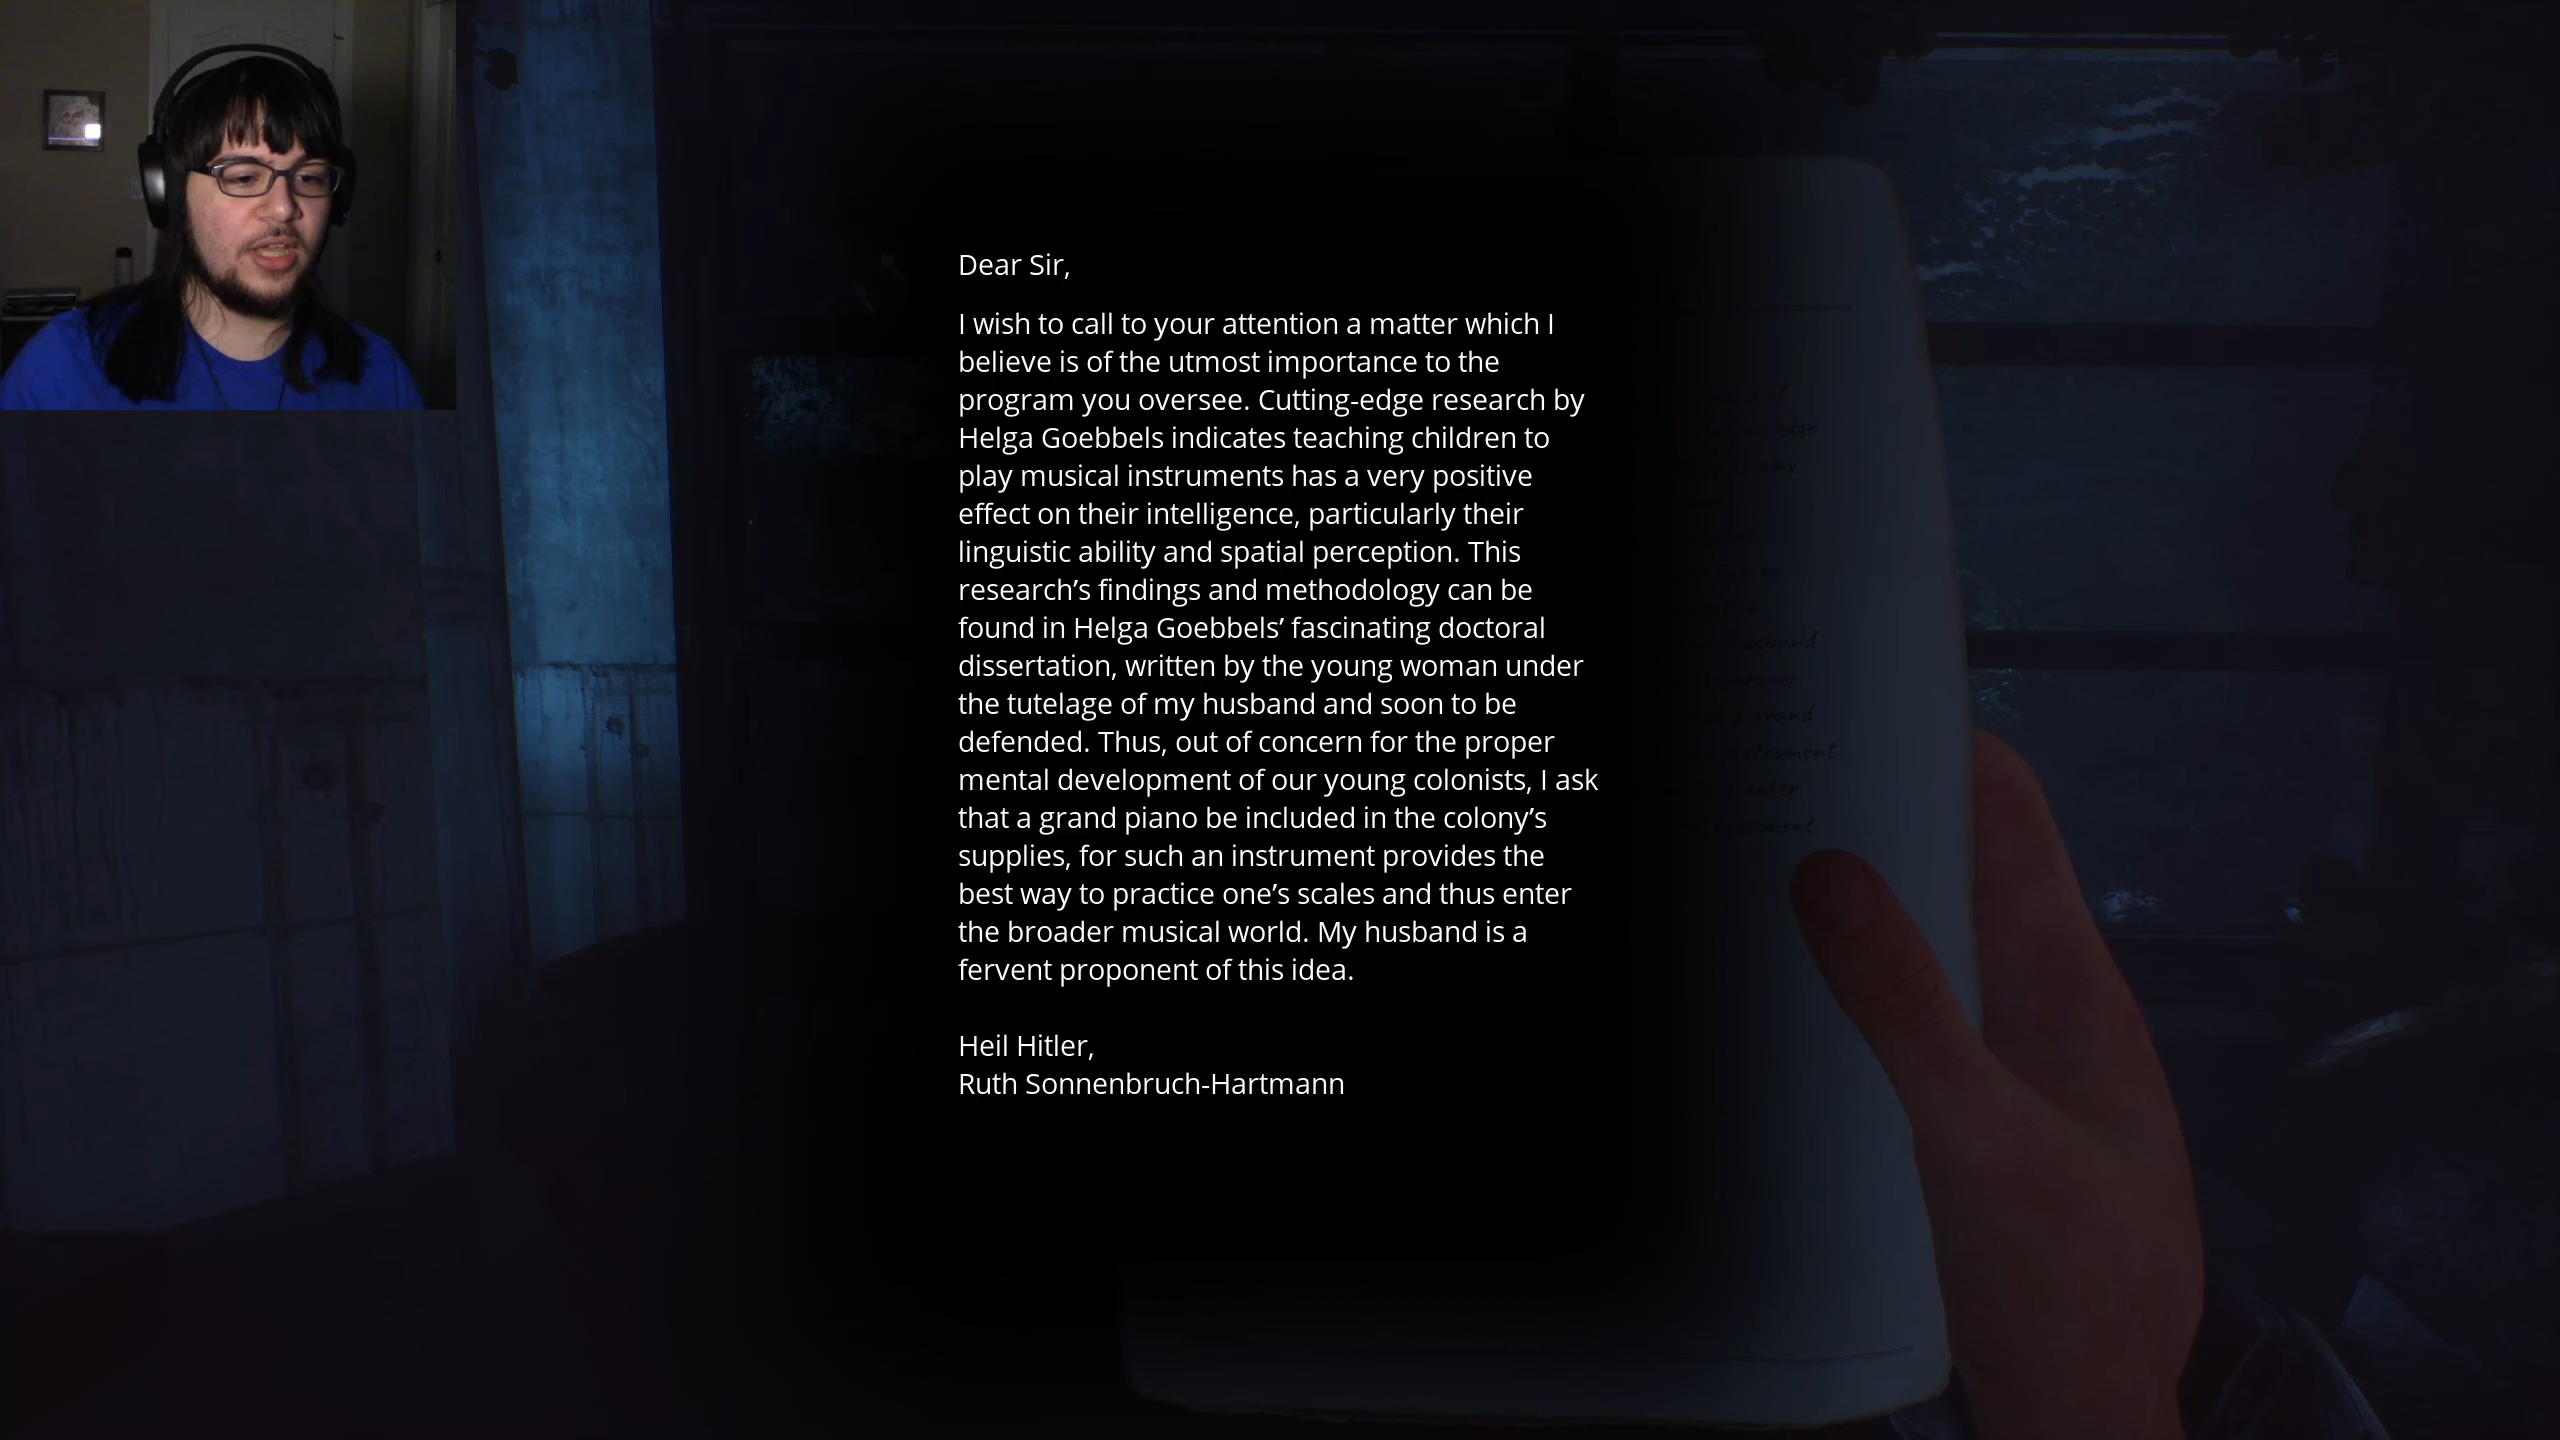 Dear Sir,
I wish to call to your attention a matter which I
believe is of the utmost importance to the
program you oversee. Cutting-edge research by
Helga Goebbels indicates teaching children to
play musical instruments has a very positive
effect on their intelligence, particularly their
linguistic ability and spatial perception. This
research’s findings and methodology can be
found in Helga Goebbels’ fascinating doctoral
dissertation, written by the young woman under
the tutelage of my husband and soon to be
defended. Thus, out of concern for the proper
mental development of our young colonists, I ask
that a grand piano be included in the colony’s
supplies, for such an instrument provides the
best way to practice one’s scales and thus enter
the broader musical world. My husband is a
fervent proponent of this idea.
Heil Hitler,
Ruth Sonnenbruch-Hartmann